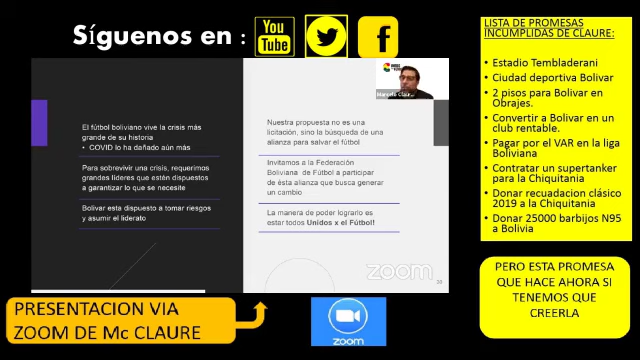 Síguenos en :
You
Tube
El fútbol boliviano vive la crisis más
grande de su historia
• COVID lo ha dañado aún más
Para sobrevivir una crisis, requerimos
grandes lideres que estén dispuestos
a garantizar lo que se necesite
Bolivar esta dispuesto a tomar riesgos
y asumir el liderato
Nuestra propuesta no es una
licitación, sino la búsqueda de una
alianza para salvar el fútbol
Invitamos a la Federación
Boliviana de Fútbol a participar
de ésta alianza que busca generar
un cambio
La manera de poder lograrlo es
estar todos Unidos x el Fútbol!
zoom
PRESENTACION VIA
ZOOM DE Mc CLAURE
zoom
LISTA DE PROMESAS
INCUMPLIDAS DE CLAURE:
• Estadio Tembladerani
• Ciudad deportiva Bolivar
• 2 pisos para Bolivar en
Obrajes.
• Convertir a Bolivar en un
club rentable.
• Pagar por el VAR en la liga
Boliviana
• Contratar un supertanker
para la Chiquitania
• Donar recuadacion clásico
2019 a la Chiquitania
• Donar 25000 barbijos N95
a Bolivia
PERO ESTA PROMESA
QUE HACE AHORA SI
TENEMOS QUE
CREERLA